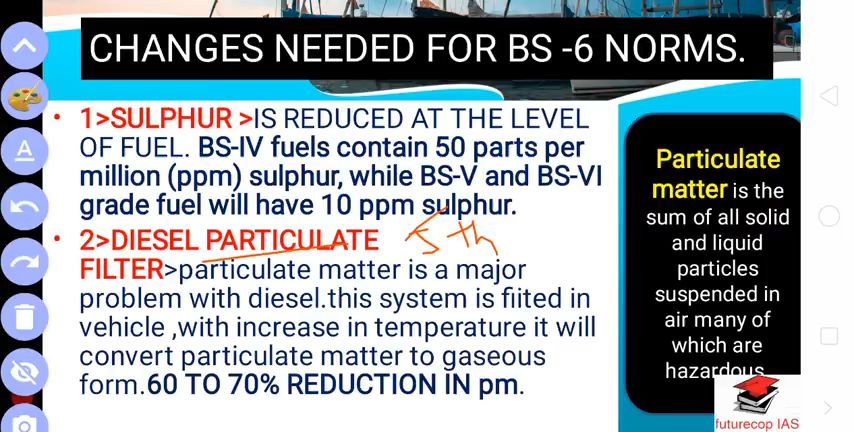 CHANGES NEEDED FOR BS -6 NORMS.
• 1>SULPHUR >IS REDUCED AT THE LEVEL
OF FUEL. BS-IV fuels contain 50 parts per
million (ppm) sulphur, while BS-V and BS-VI
grade fuel will have 10 ppm sulphur.
• 2>DIESEL PARTICULATE
5 th
FILTER>particulate matter is a major
problem with diesel.this system is fiited in
vehicle ,with increase in temperature it will
convert particulate matter to gaseous
form.60 TO 70% REDUCTION IN pm.
Particulate
matter is the
sum of all solid
and liquid
particles
suspended in
air many of
which are
hazardous
futurecop IAS
A